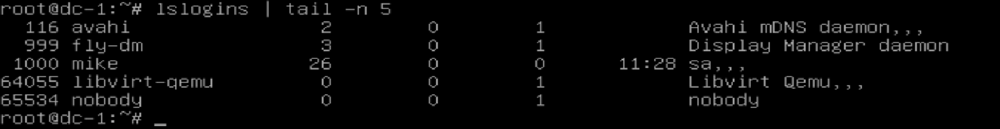 root@dc-1:~# lslogins | tail -n 5
  116 avahi                2          0          1               Avahi mDNS daemon,,,
  999 fly-dm               3          0          1               Display Manager daemon
 1000 mike                26          0          0         11:28 sa,,,
64055 libvirt-qemu         0          0          1               Libvirt Qemu,,,
65534 nobody               0          0          1               nobody
root@dc-1:~# _